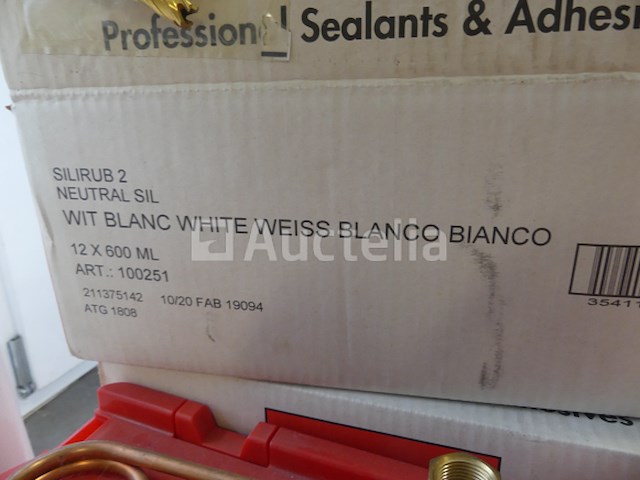 Professional Sealants & Adhesi
SILIRUB 2
NEUTRAL SIL
WIT BLANC WHITE WEISS BLANCO BIANCO
12 X 600 ML
ART.: 100251
211375142 10/20 FAB 19094
ATG 1808
35411
Auctelia
esives